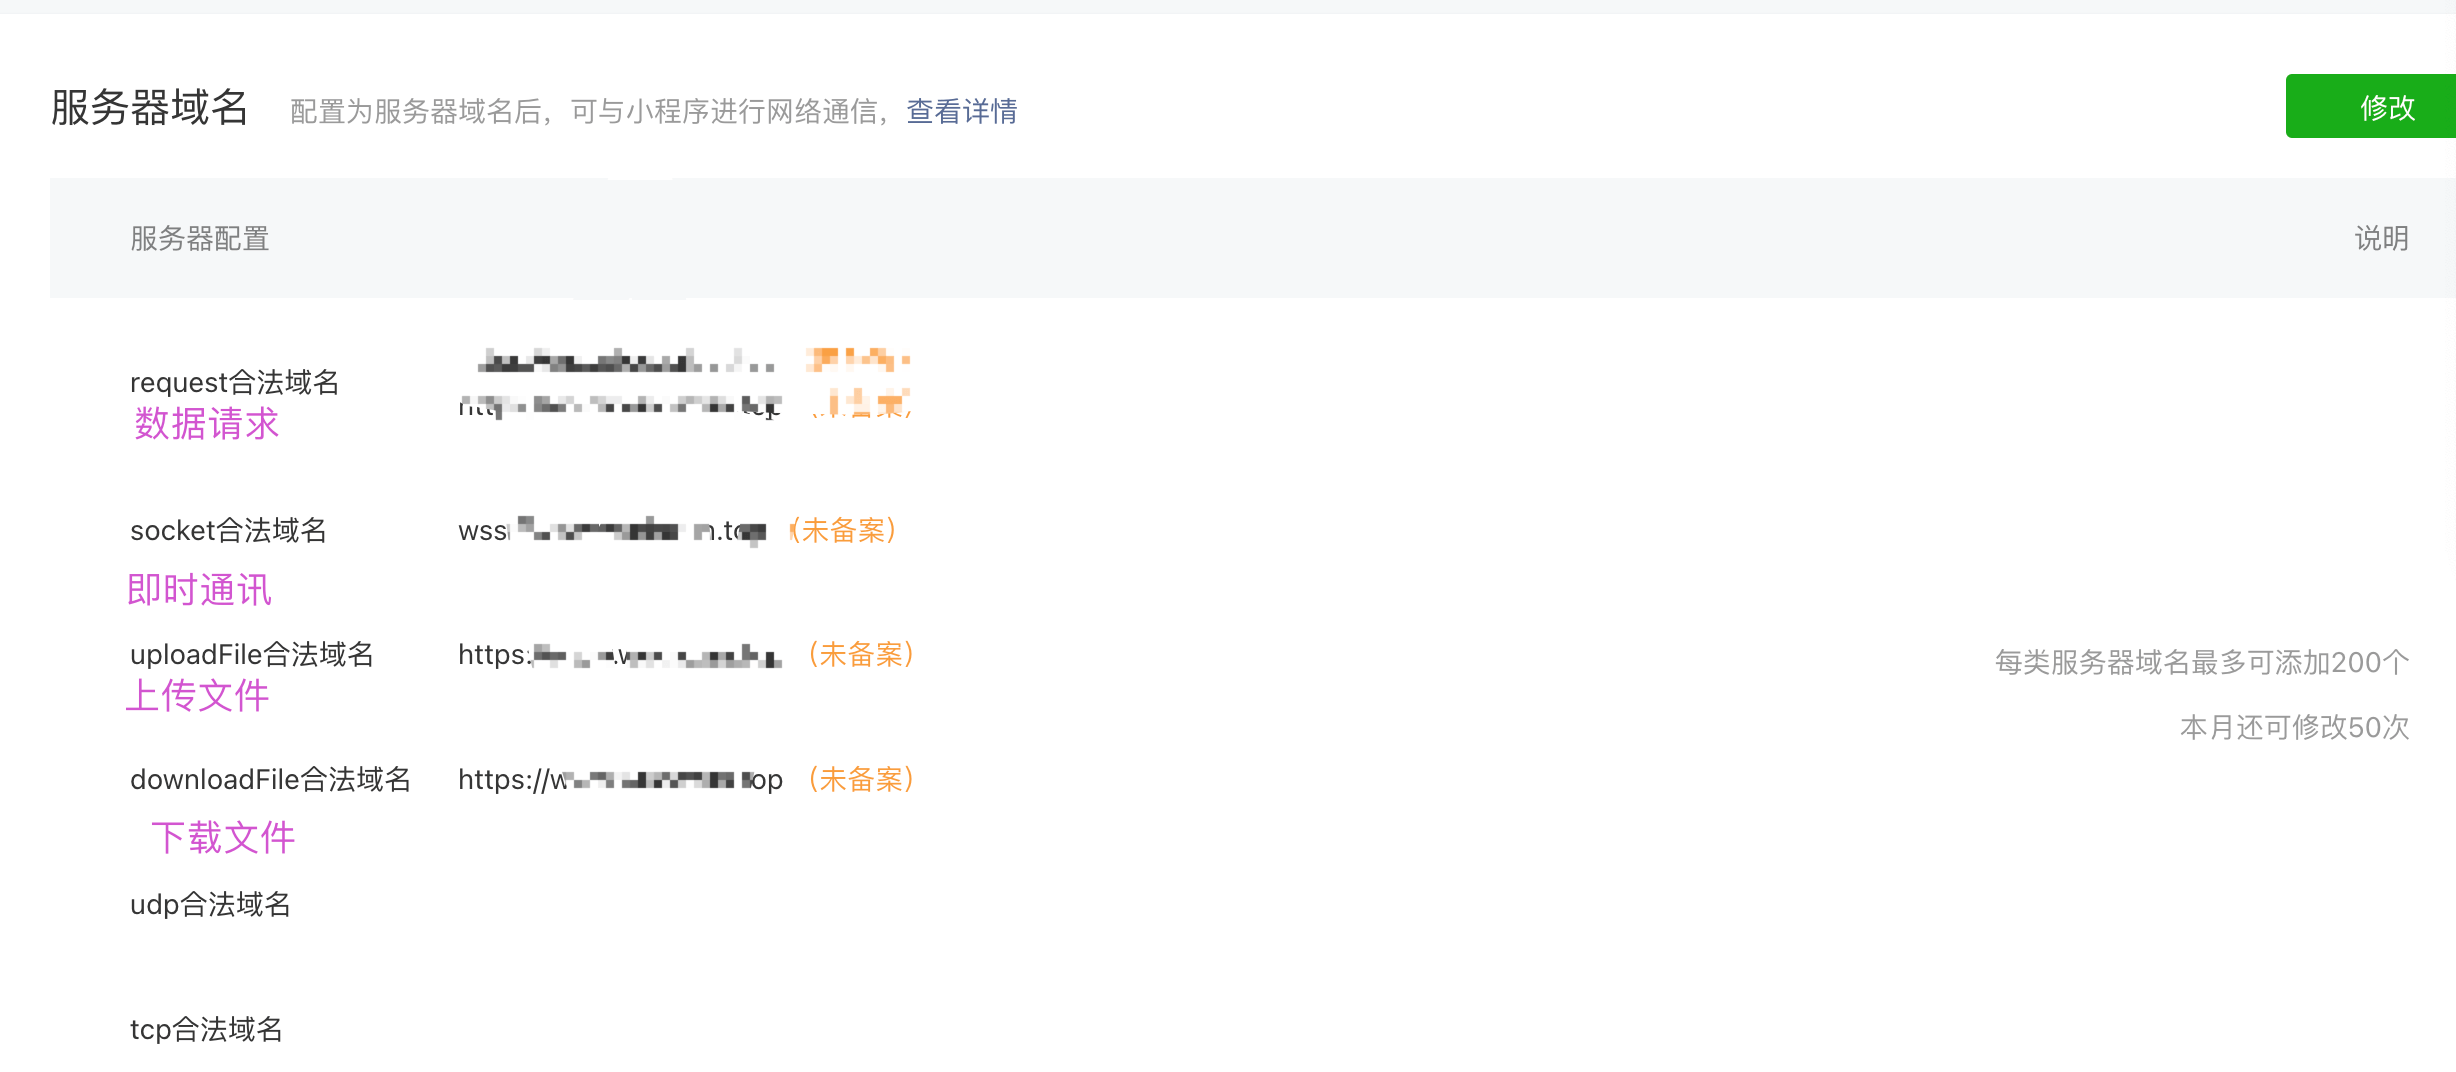 服务器域名 配置为服务器域名后，可与小程序进行网络通信，查看详情 修改
服务器配置 说明
request合法域名
数据请求
socket合法域名 wss （未备案）
即时通讯
uploadFile合法域名 https: （未备案）
上传文件
每类服务器域名最多可添加200个
本月还可修改50次
downloadFile合法域名 https://w op （未备案）
下载文件
udp合法域名
tcp合法域名